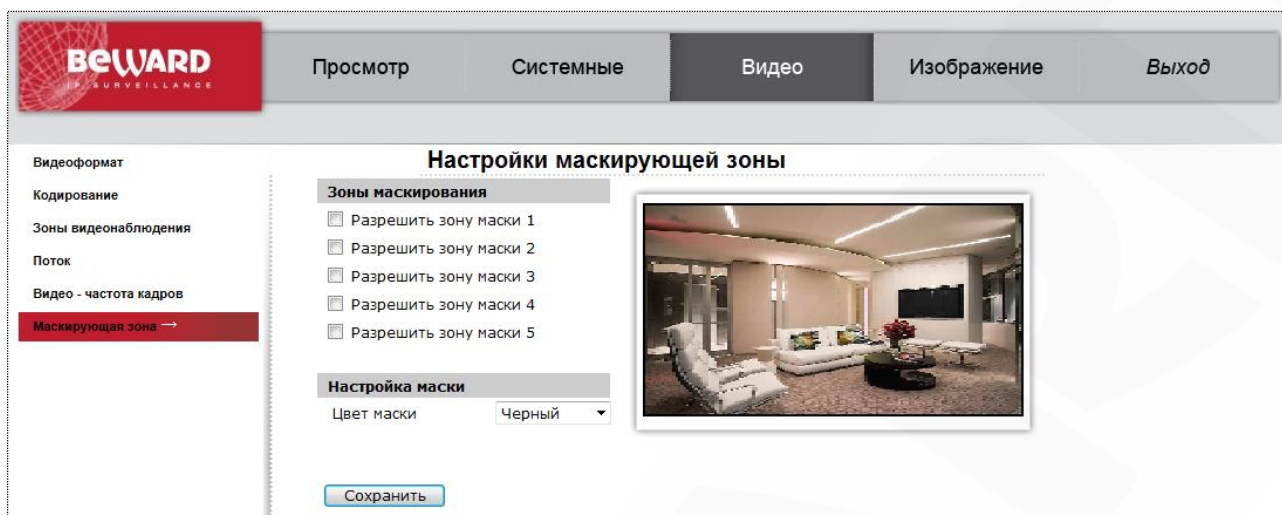 BEWARD
IP SURVEILLANCE
Просмотр
Системные
Видео
Изображение
Выход
Видеоформат
Кодирование
Зоны видеонаблюдения
Поток
Видео - частота кадров
Маскирующая зона →
Настройки маскирующей зоны
Зоны маскирования
Разрешить зону маски 1
Разрешить зону маски 2
Разрешить зону маски 3
Разрешить зону маски 4
Разрешить зону маски 5
Настройка маски
Цвет маски Черный
Сохранить